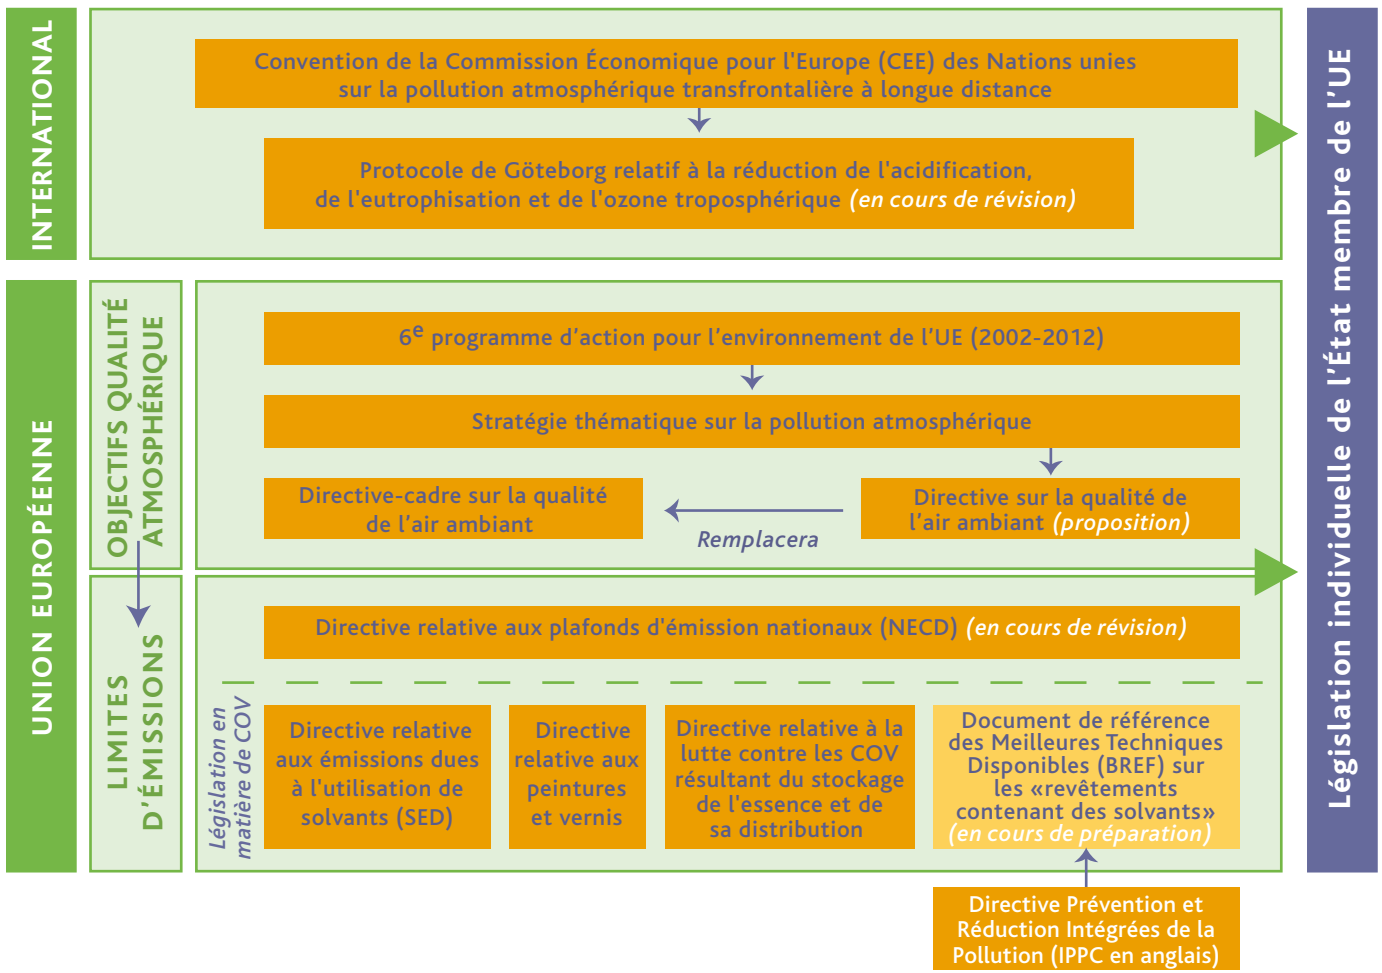 INTERNATIONAL
Convention de la Commission Économique pour l'Europe (CEE) des Nations unies
sur la pollution atmosphérique transfrontalière à longue distance
Protocole de Göteborg relatif à la réduction de l'acidification,
de l'eutrophisation et de l'ozone troposphérique (en cours de révision)
UNION EUROPÉENNE
OBJECTIFS QUALITÉ
ATMOSPHÉRIQUE
6e programme d’action pour l’environnement de l’UE (2002-2012)
Stratégie thématique sur la pollution atmosphérique
Directive-cadre sur la qualité
de l’air ambiant
Remplacera
Directive sur la qualité de
l’air ambiant (proposition)
LIMITES
D'ÉMISSIONS
Directive relative aux plafonds d'émission nationaux (NECD) (en cours de révision)
Législation en
matière de COV
Directive relative
aux émissions dues
à l'utilisation de
solvants (SED)
Directive
relative aux
peintures
et vernis
Directive relative à la
lutte contre les COV
résultant du stockage
de l'essence et de
sa distribution
Document de référence
des Meilleures Techniques
Disponibles (BREF) sur
les «revêtements
contenant des solvants»
(en cours de préparation)
Directive Prévention et
Réduction Intégrées de la
Pollution (IPPC en anglais)
Législation individuelle de l'État membre de l'UE